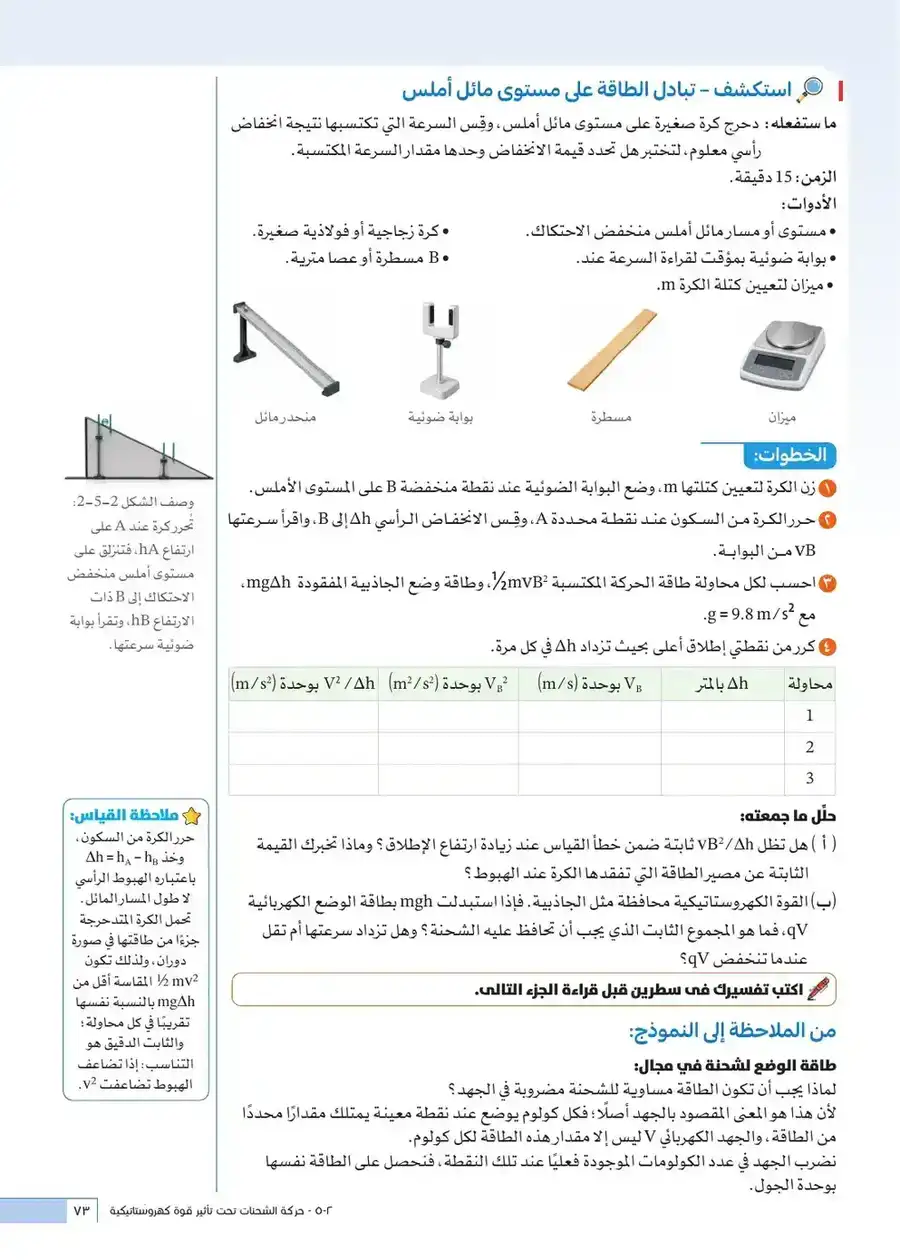 استكشف – تبادل الطاقة على مستوى مائل أملس
ما ستفعله: دحرج كرة صغيرة على مستوى مائل أملس، وقِس السرعة التي تكتسبها نتيجة انخفاض
رأسي معلوم، لتختبر هل تحدد قيمة الانخفاض وحدها مقدار السرعة المكتسبة.
الزمن: 15 دقيقة.
الأدوات:
• مستوى أو مسار مائل أملس منخفض الاحتكاك.
• كرة زجاجية أو فولاذية صغيرة.
• بوابة ضوئية بمؤقت لقراءة السرعة عند.
• B مسطرة أو عصا مترية.
• ميزان لتعيين كتلة الكرة m.
ميزان
مسطرة
بوابة ضوئية
منحدر مائل
الخطوات:
١ زن الكرة لتعيين كتلتها m، وضع البوابة الضوئية عند نقطة منخفضة B على المستوى الأملس.
٢ حرر الكرة من السكون عند نقطة محددة A، وقِس الانخفاض الرأسي Δh إلى B، واقرأ سرعتها
vB من البوابة.
٣ احسب لكل محاولة طاقة الحركة المكتسبة ½mvB²، وطاقة وضع الجاذبية المفقودة mgΔh،
مع g = 9.8 m/s².
٤ كرر من نقطتي إطلاق أعلى بحيث تزداد Δh في كل مرة.
محاولة Δh بالمتر V_B بوحدة (m/s) V_B² بوحدة (m²/s²) V² /Δh بوحدة (m/s²)
1
2
3
حلّل ما جمعته:
(أ) هل تظل vB²/Δh ثابتة ضمن خطأ القياس عند زيادة ارتفاع الإطلاق؟ وماذا تخبرك القيمة
الثابتة عن مصير الطاقة التي تفقدها الكرة عند الهبوط؟
(ب) القوة الكهروستاتيكية محافظة مثل الجاذبية. فإذا استبدلت mgh بطاقة الوضع الكهربائية
qV، فما هو المجموع الثابت الذي يجب أن تحافظ عليه الشحنة؟ وهل تزداد سرعتها أم تقل
عندما تنخفض qV؟
اكتب تفسيرك فى سطرين قبل قراءة الجزء التالى.
من الملاحظة إلى النموذج:
طاقة الوضع لشحنة في مجال:
لماذا يجب أن تكون الطاقة مساوية للشحنة مضروبة في الجهد؟
لأن هذا هو المعنى المقصود بالجهد أصلًا؛ فكل كولوم يوضع عند نقطة معينة يمتلك مقدارًا محددًا
من الطاقة، والجهد الكهربائي V ليس إلا مقدار هذه الطاقة لكل كولوم.
نضرب الجهد في عدد الكولومات الموجودة فعليًا عند تلك النقطة، فنحصل على الطاقة نفسها
بوحدة الجول.
وصف الشكل 2-5-2:
تُحرر كرة عند A على
ارتفاع hA، فتنزلق على
مستوى أملس منخفض
الاحتكاك إلى B ذات
الارتفاع hB، وتقرأ بوابة
ضوئية سرعتها.
ملاحظة القياس:
حرر الكرة من السكون،
وخذ Δh = h_A – h_B
باعتباره الهبوط الرأسي
لا طول المسار المائل.
تحمل الكرة المتدحرجة
جزءًا من طاقتها في صورة
دوران، ولذلك تكون
½ mv² المقاسة أقل من
mgΔh بالنسبة نفسها
تقريبًا في كل محاولة؛
والثابت الدقيق هو
التناسب: إذا تضاعف
الهبوط تضاعفت v².
٢-٥ - حركة الشحنات تحت تأثير قوة كهروستاتيكية
٧٣